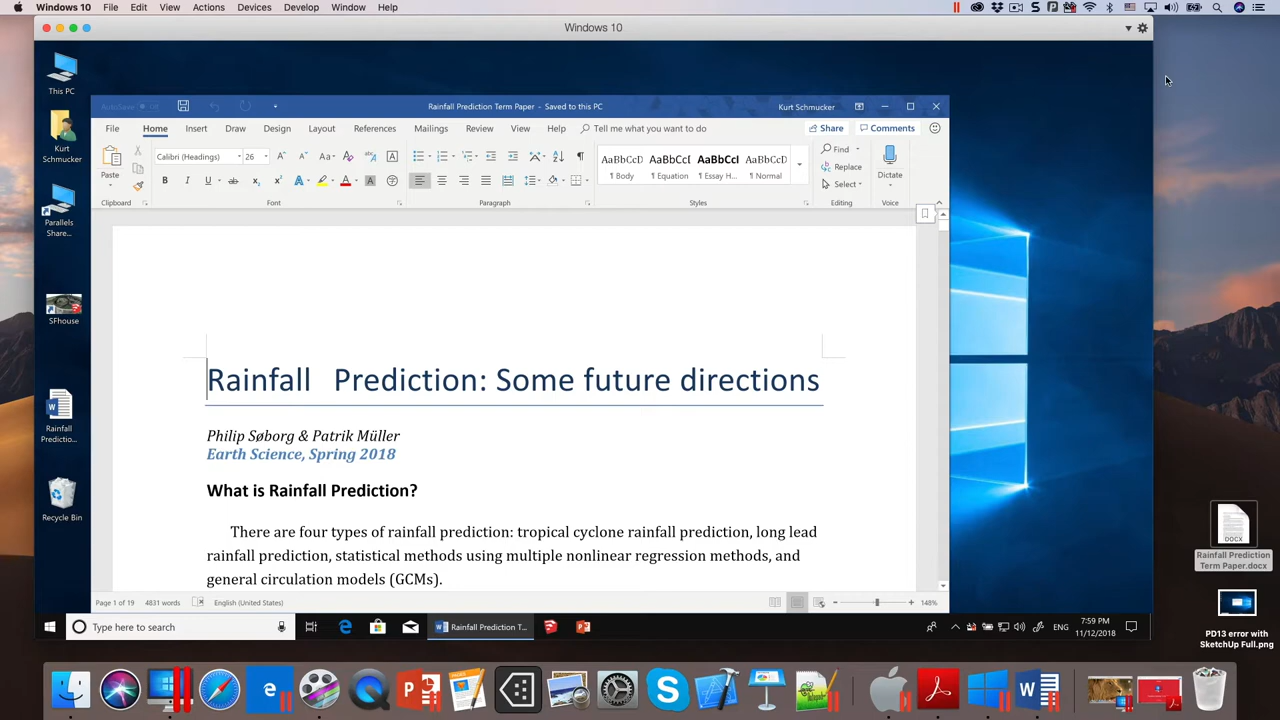 Windows 10 File Edit View Actions Devices Develop Window Help
Windows 10
This PC
Kurt
Schmucker
Parallels
Share...
SFhouse
Rainfall
Predictio...
Recycle Bin
AutoSave
Rainfall Prediction Term Paper - Saved to this PC
Kurt Schmucker
File Home Insert Draw Design Layout References Mailings Review View Help Tell me what you want to do Share Comments
Paste
Clipboard
Calibri (Headings) 26
Font
Paragraph
AaBbCcD AaBbCcI AaBbCcI AaBbCcD
¶ Body ¶ Equation ¶ Essay H... ¶ Normal
Styles
Find
Replace
Select
Editing
Dictate
Voice
Rainfall Prediction: Some future directions
Philip Søborg & Patrik Müller
Earth Science, Spring 2018
What is Rainfall Prediction?
There are four types of rainfall prediction: tropical cyclone rainfall prediction, long lead
rainfall prediction, statistical methods using multiple nonlinear regression methods, and
general circulation models (GCMs).
Page 1 of 19 4831 words English (United States) 148%
Type here to search
Rainfall Prediction T...
ENG
7:59 PM
11/12/2018
DOCX
Rainfall Prediction
Term Paper.docx
PD13 error with
SketchUp Full.png